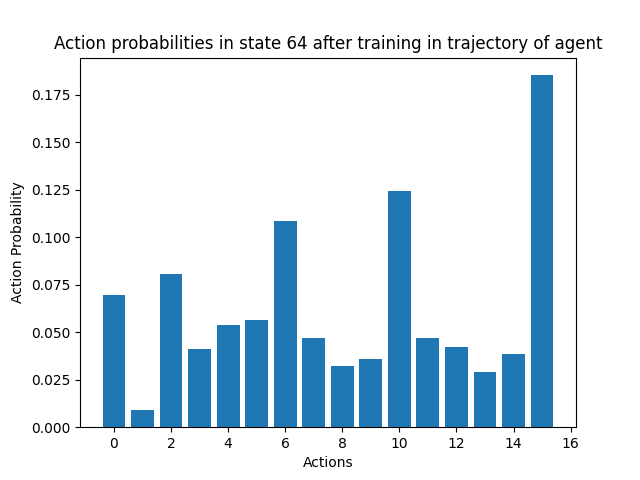 Action probabilities in state 64 after training in trajectory of agent
0.175
0.150
0.125
0.100
0.075
0.050
0.025
0.000
Action Probability
0 2 4 6 8 10 12 14 16
Actions